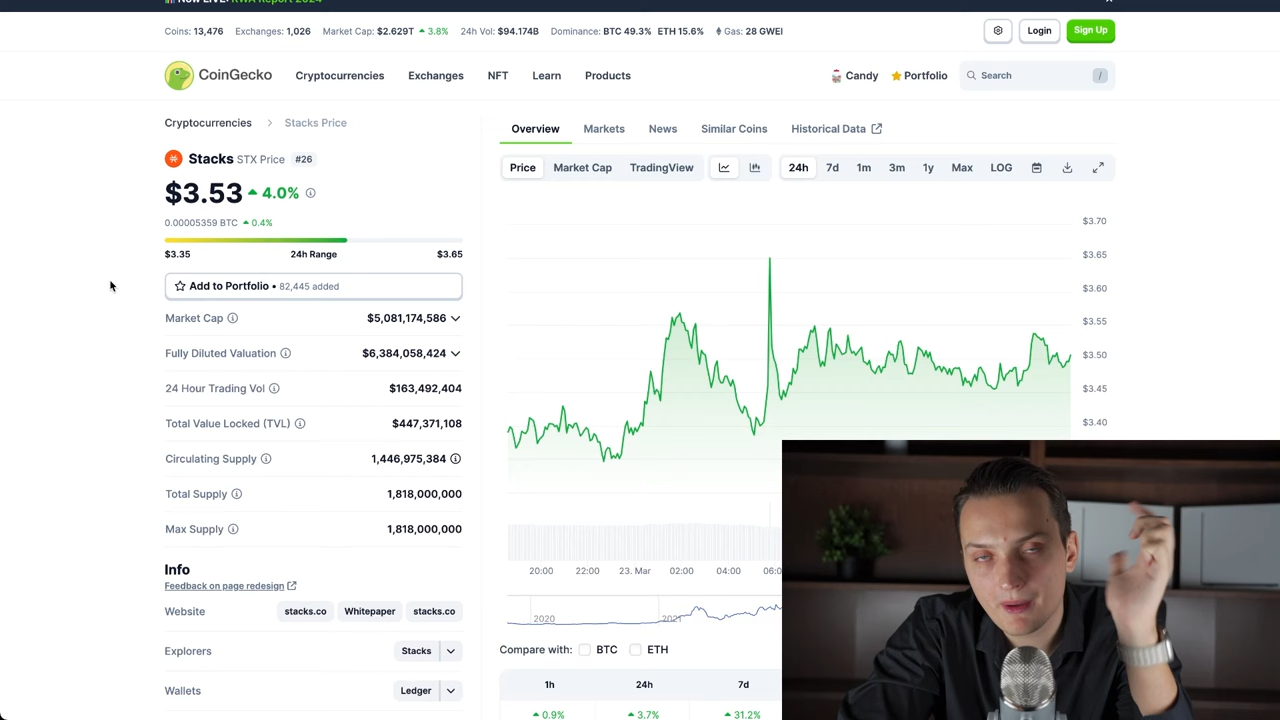 Now LIVE: RWA Report 2024
Coins: 13,476 Exchanges: 1,026 Market Cap: $2.629T 3.8% 24h Vol: $94.174B Dominance: BTC 49.3% ETH 15.6% Gas: 28 GWEI
Login Sign Up
CoinGecko Cryptocurrencies Exchanges NFT Learn Products Candy Portfolio Search /
Cryptocurrencies > Stacks Price
Stacks STX Price #26
$3.53 4.0%
0.00005359 BTC 0.4%
$3.35 24h Range $3.65
Add to Portfolio • 82,445 added
Market Cap $5,081,174,586
Fully Diluted Valuation $6,384,058,424
24 Hour Trading Vol $163,492,404
Total Value Locked (TVL) $447,371,108
Circulating Supply 1,446,975,384
Total Supply 1,818,000,000
Max Supply 1,818,000,000
Info
Feedback on page redesign
Website stacks.co Whitepaper stacks.co
Explorers Stacks
Wallets Ledger
Overview Markets News Similar Coins Historical Data
Price Market Cap TradingView 24h 7d 1m 3m 1y Max LOG
$3.70
$3.65
$3.60
$3.55
$3.50
$3.45
$3.40
20:00 22:00 23. Mar 02:00 04:00 06:0
2020 2021
Compare with: BTC ETH
1h 24h 7d
0.9% 3.7% 31.2%